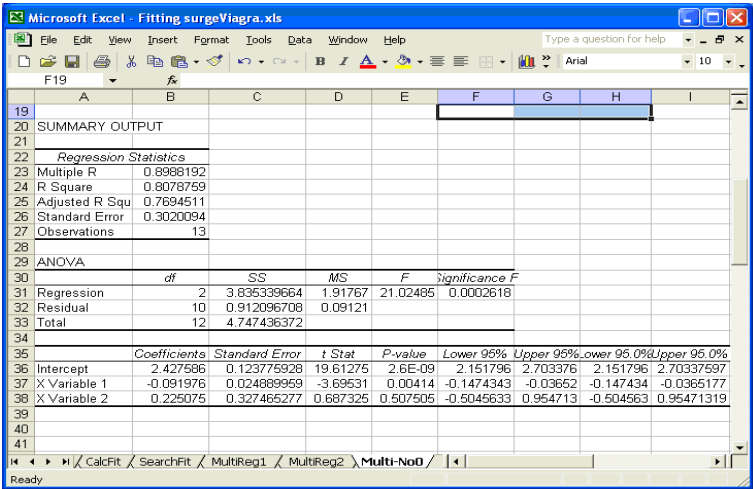 Microsoft Excel - Fitting surgeViagra.xls
File Edit View Insert Format Tools Data Window Help Type a question for help
B I A Arial 10
F19 fx
A B C D E F G H I
19
20 SUMMARY OUTPUT
21
22 Regression Statistics
23 Multiple R 0.8988192
24 R Square 0.8078759
25 Adjusted R Squ 0.7694511
26 Standard Error 0.3020094
27 Observations 13
28
29 ANOVA
30 df SS MS F Significance F
31 Regression 2 3.835339664 1.91767 21.02485 0.0002618
32 Residual 10 0.912096708 0.09121
33 Total 12 4.747436372
34
35 Coefficients Standard Error t Stat P-value Lower 95% Upper 95% Lower 95.0% Upper 95.0%
36 Intercept 2.427586 0.123775928 19.61275 2.6E-09 2.151796 2.703376 2.151796 2.70337597
37 X Variable 1 -0.091976 0.024889959 -3.69531 0.00414 -0.1474343 -0.03652 -0.147434 -0.0365177
38 X Variable 2 0.225075 0.327465277 0.687325 0.507505 -0.5045633 0.954713 -0.504563 0.95471319
39
40
41
CalcFit SearchFit MultiReg1 MultiReg2 Multi-No0
Ready